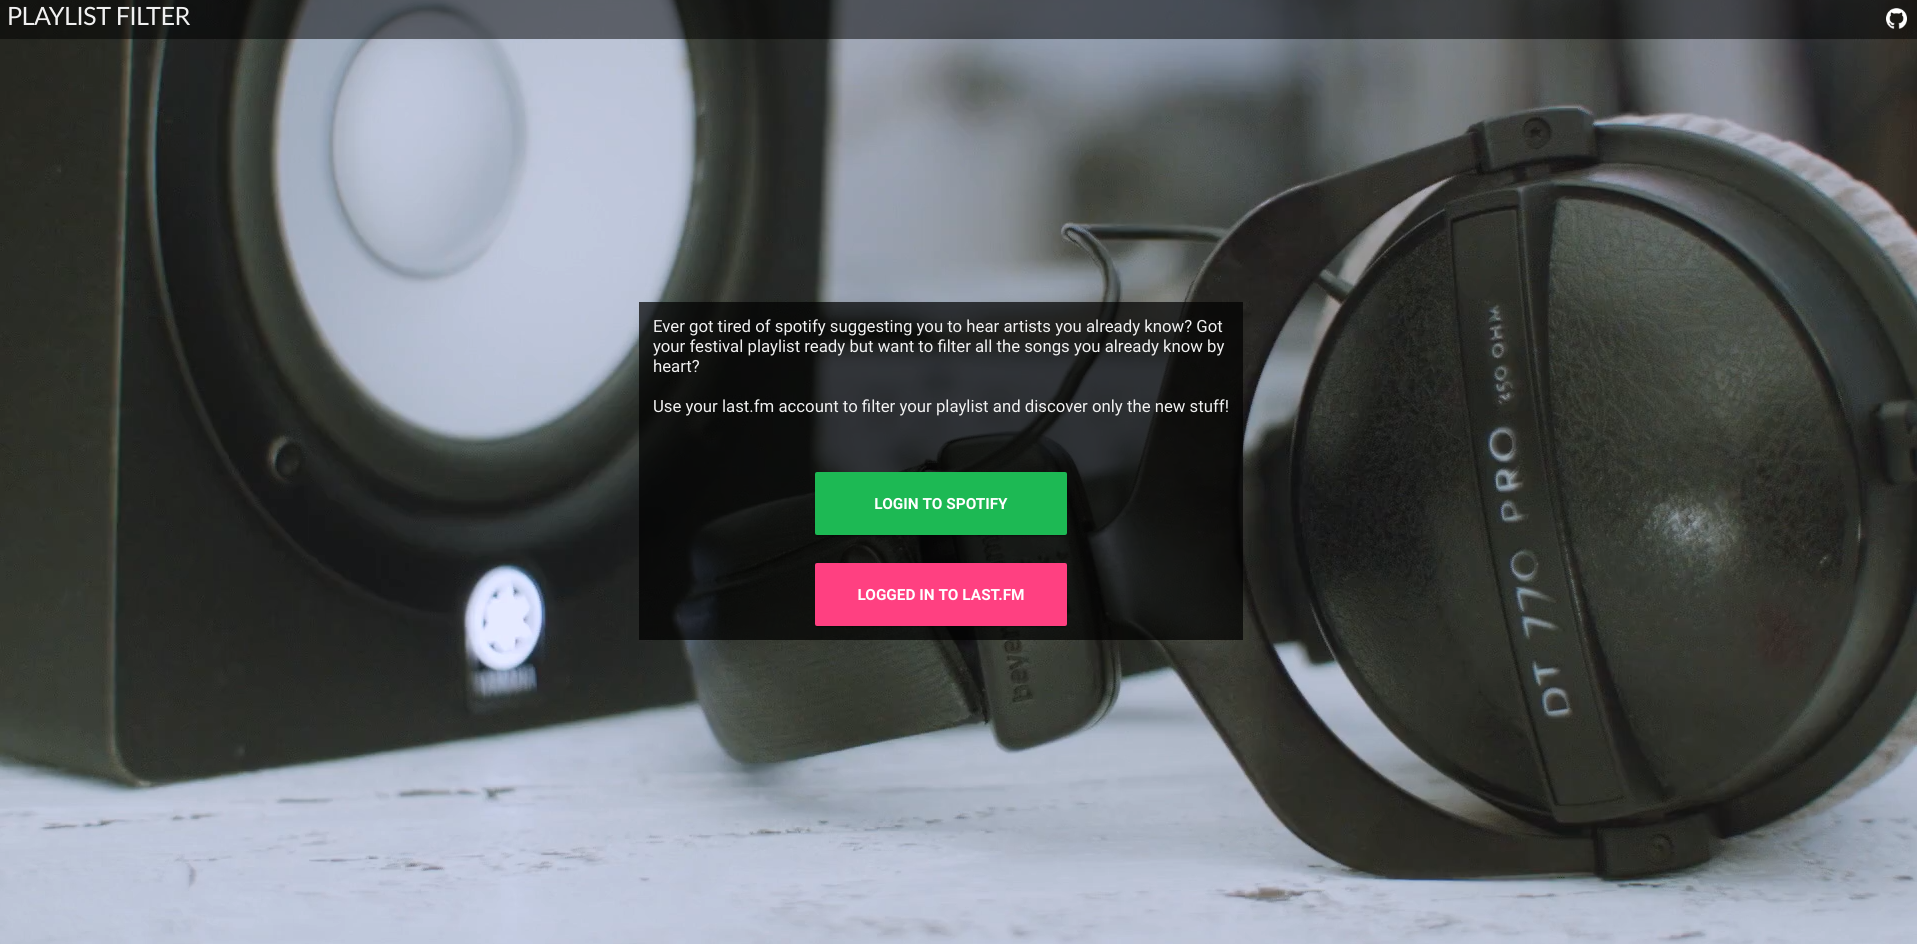 PLAYLIST FILTER
Ever got tired of spotify suggesting you to hear artists you already know? Got
your festival playlist ready but want to filter all the songs you already know by
heart?
Use your last.fm account to filter your playlist and discover only the new stuff!
LOGIN TO SPOTIFY
LOGGED IN TO LAST.FM
YAMAHA
DT 770 PRO 250 OHM